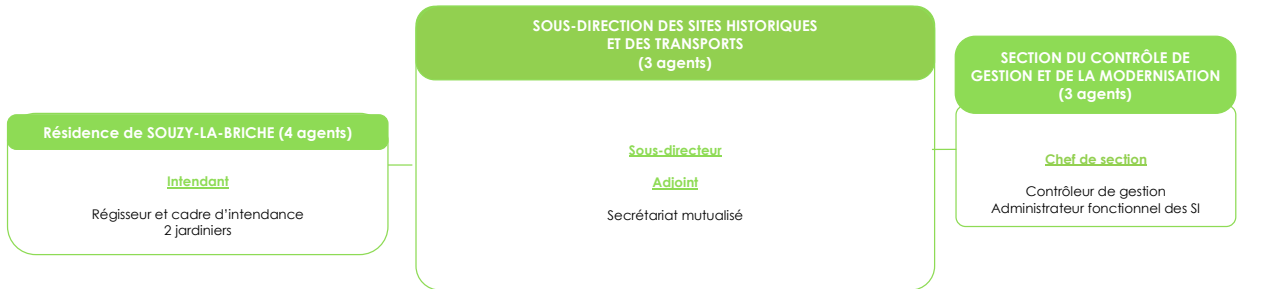 Résidence de SOUZY-LA-BRICHE (4 agents)
Intendant
Régisseur et cadre d'intendance
2 jardiniers
SOUS-DIRECTION DES SITES HISTORIQUES
ET DES TRANSPORTS
(3 agents)
Sous-directeur
Adjoint
Secrétariat mutualisé
SECTION DU CONTRÔLE DE
GESTION ET DE LA MODERNISATION
(3 agents)
Chef de section
Contrôleur de gestion
Administrateur fonctionnel des SI